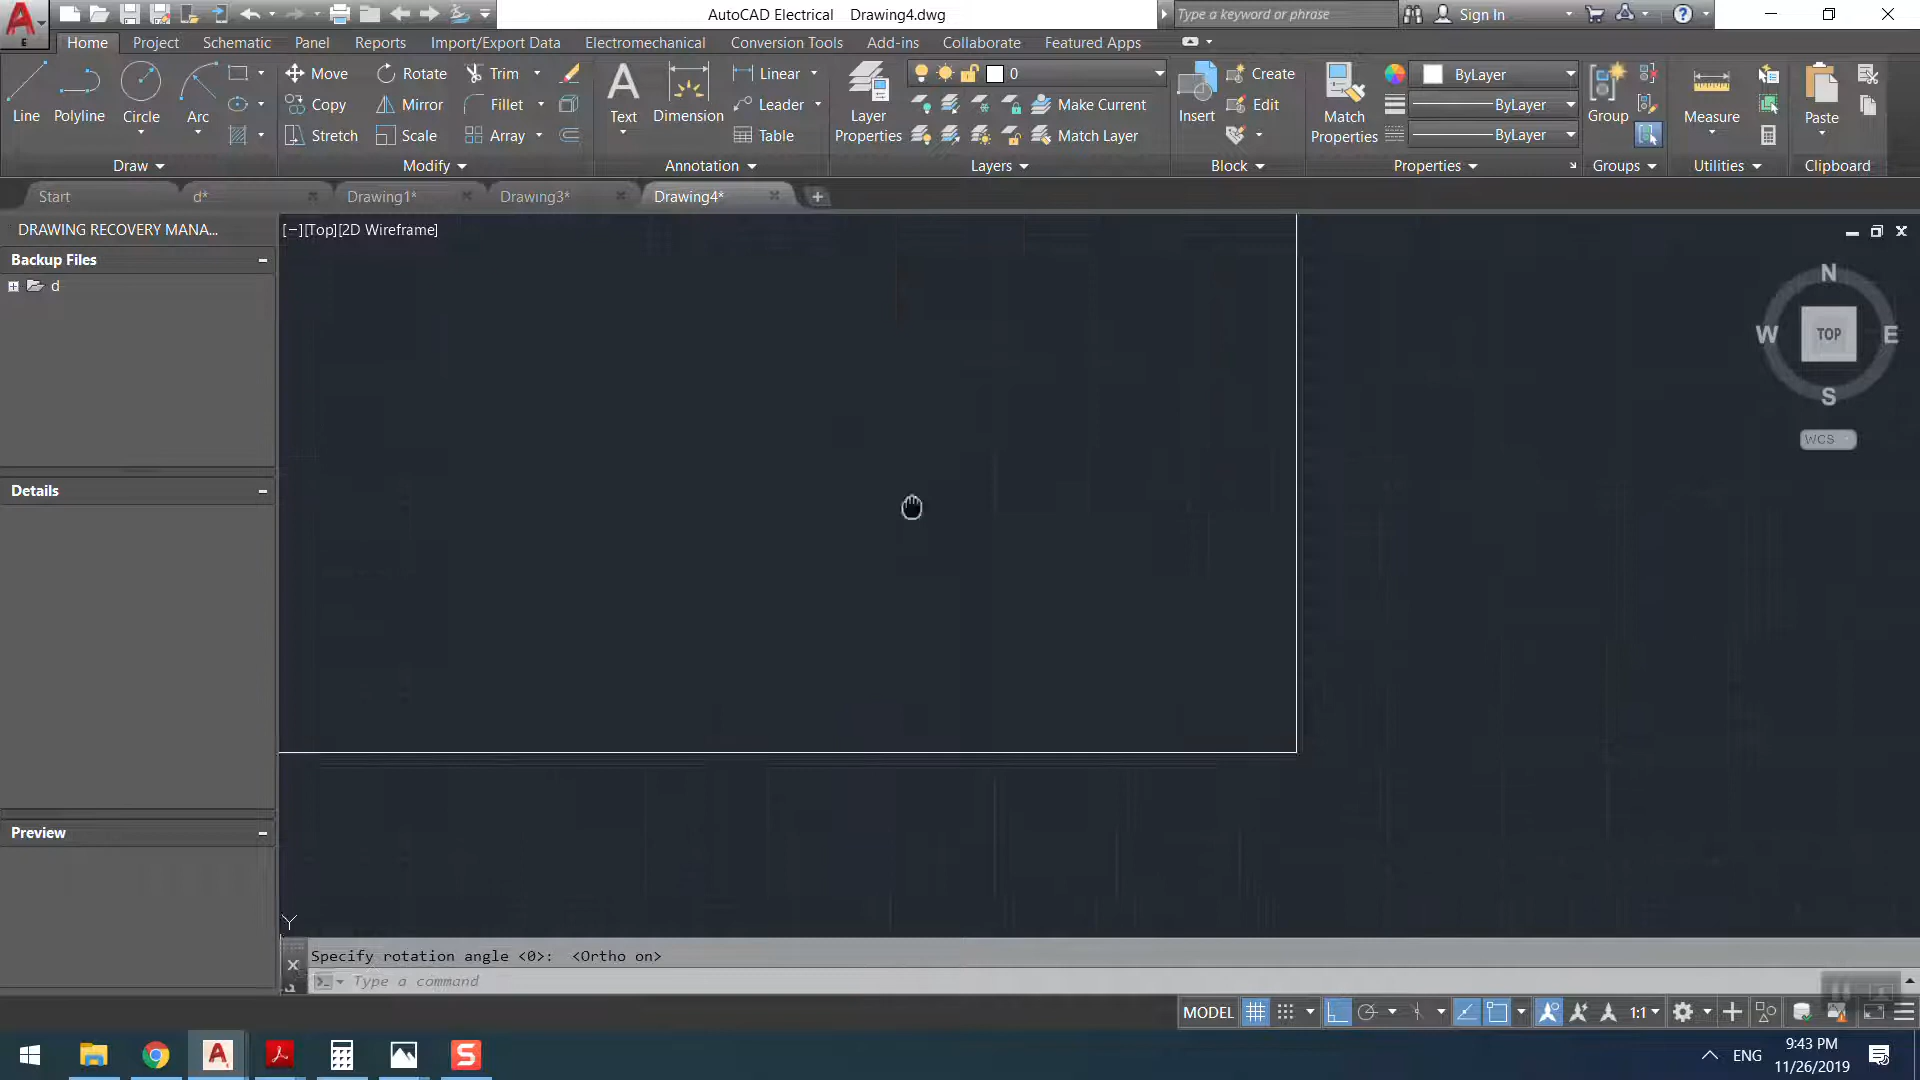 AutoCAD Electrical Drawing4.dwg
Type a keyword or phrase
Sign In
Home Project Schematic Panel Reports Import/Export Data Electromechanical Conversion Tools Add-ins Collaborate Featured Apps
Line Polyline Circle Arc
Draw
Move Rotate Trim
Copy Mirror Fillet
Stretch Scale Array
Modify
Text Dimension
Linear
Leader
Table
Annotation
Layer Properties
0
Make Current
Match Layer
Layers
Insert
Create
Edit
Block
Match Properties
ByLayer
ByLayer
ByLayer
Properties
Group
Groups
Measure
Utilities
Paste
Clipboard
Start d* Drawing1* Drawing3* Drawing4*
DRAWING RECOVERY MANA...
Backup Files
d
Details
Preview
[−][Top][2D Wireframe]
N
W TOP E
S
WCS
Y
Specify rotation angle <0>: <Ortho on>
Type a command
MODEL 1:1
ENG
9:43 PM
11/26/2019